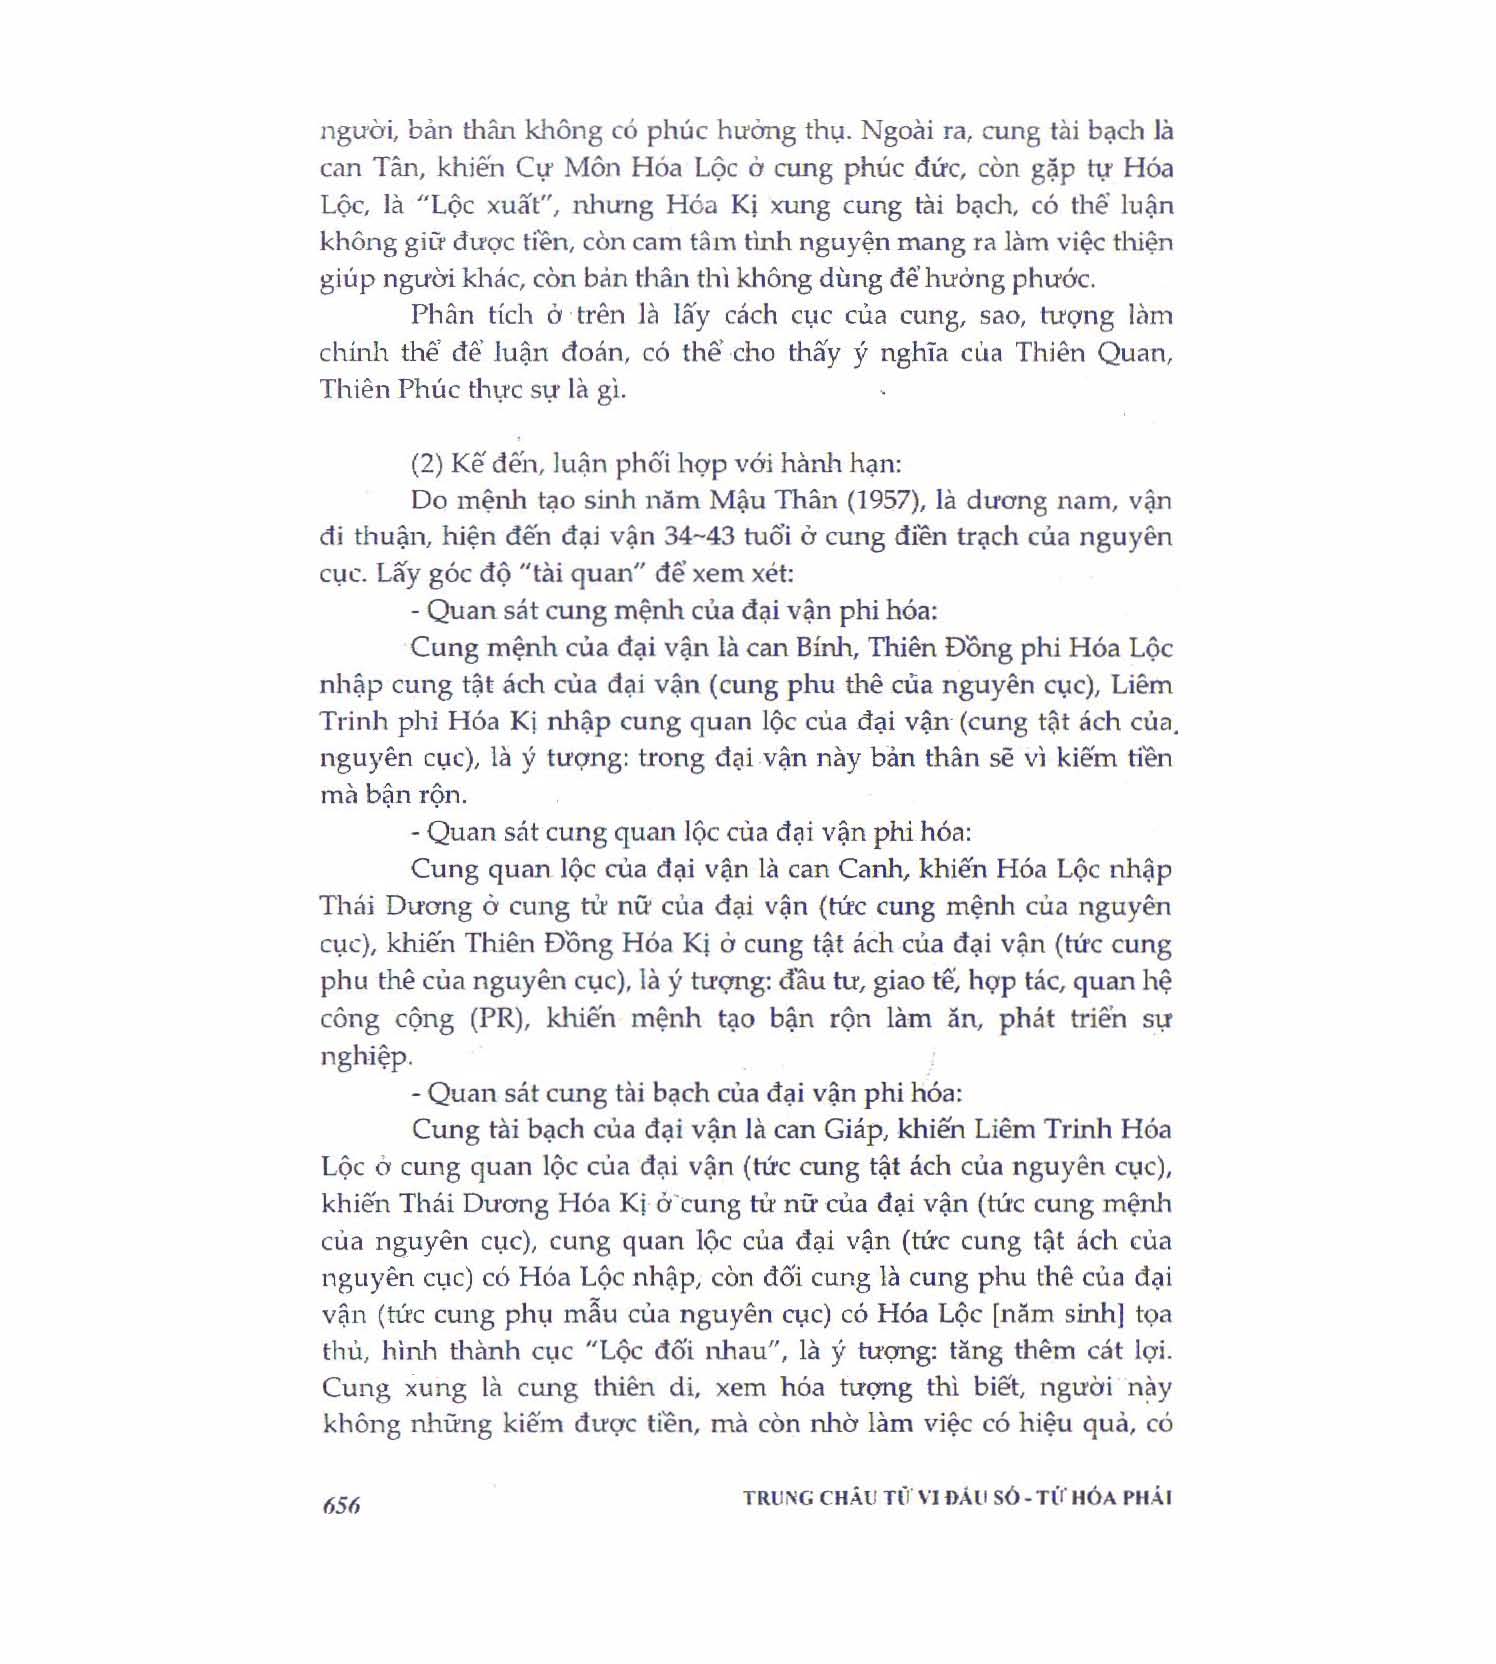 người, bản thân không có phúc hưởng thụ. Ngoài ra, cung tài bạch là
can Tân, khiến Cự Môn Hóa Lộc ở cung phúc đức, còn gặp tự Hóa
Lộc, là "Lộc xuất", nhưng Hóa Kị xung cung tài bạch, có thể luận
không giữ được tiền, còn cam tâm tình nguyện mang ra làm việc thiện
giúp người khác, còn bản thân thì không dùng để hưởng phước.
Phân tích ở trên là lấy cách cục của cung, sao, tượng làm
chính thể để luận đoán, có thể cho thấy ý nghĩa của Thiên Quan,
Thiên Phúc thực sự là gì.
(2) Kế đến, luận phối hợp với hành hạn:
Do mệnh tạo sinh năm Mậu Thân (1957), là dương nam, vận
đi thuận, hiện đến đại vận 34~43 tuổi ở cung điền trạch của nguyên
cục. Lấy góc độ "tài quan" để xem xét:
- Quan sát cung mệnh của đại vận phi hóa:
Cung mệnh của đại vận là can Bính, Thiên Đồng phi Hóa Lộc
nhập cung tật ách của đại vận (cung phu thê của nguyên cục), Liêm
Trinh phi Hóa Kị nhập cung quan lộc của đại vận (cung tật ách của
nguyên cục), là ý tượng: trong đại vận này bản thân sẽ vì kiếm tiền
mà bận rộn.
- Quan sát cung quan lộc của đại vận phi hóa:
Cung quan lộc của đại vận là can Canh, khiến Hóa Lộc nhập
Thái Dương ở cung tử nữ của đại vận (tức cung mệnh của nguyên
cục), khiến Thiên Đồng Hóa Kị ở cung tật ách của đại vận (tức cung
phu thê của nguyên cục), là ý tượng: đầu tư, giao tế, hợp tác, quan hệ
công cộng (PR), khiến mệnh tạo bận rộn làm ăn, phát triển sự
nghiệp.
- Quan sát cung tài bạch của đại vận phi hóa:
Cung tài bạch của đại vận là can Giáp, khiến Liêm Trinh Hóa
Lộc ở cung quan lộc của đại vận (tức cung tật ách của nguyên cục),
khiến Thái Dương Hóa Kị ở cung tử nữ của đại vận (tức cung mệnh
của nguyên cục), cung quan lộc của đại vận (tức cung tật ách của
nguyên cục) có Hóa Lộc nhập, còn đối cung là cung phu thê của đại
vận (tức cung phụ mẫu của nguyên cục) có Hóa Lộc [năm sinh] tọa
thủ, hình thành cục "Lộc đối nhau", là ý tượng: tăng thêm cát lợi.
Cung xung là cung thiên di, xem hóa tượng thì biết, người này
không những kiếm được tiền, mà còn nhờ làm việc có hiệu quả, có
656
TRUNG CHÂU TỬ VI ĐẨU SỐ - TỨ HÓA PHÁI